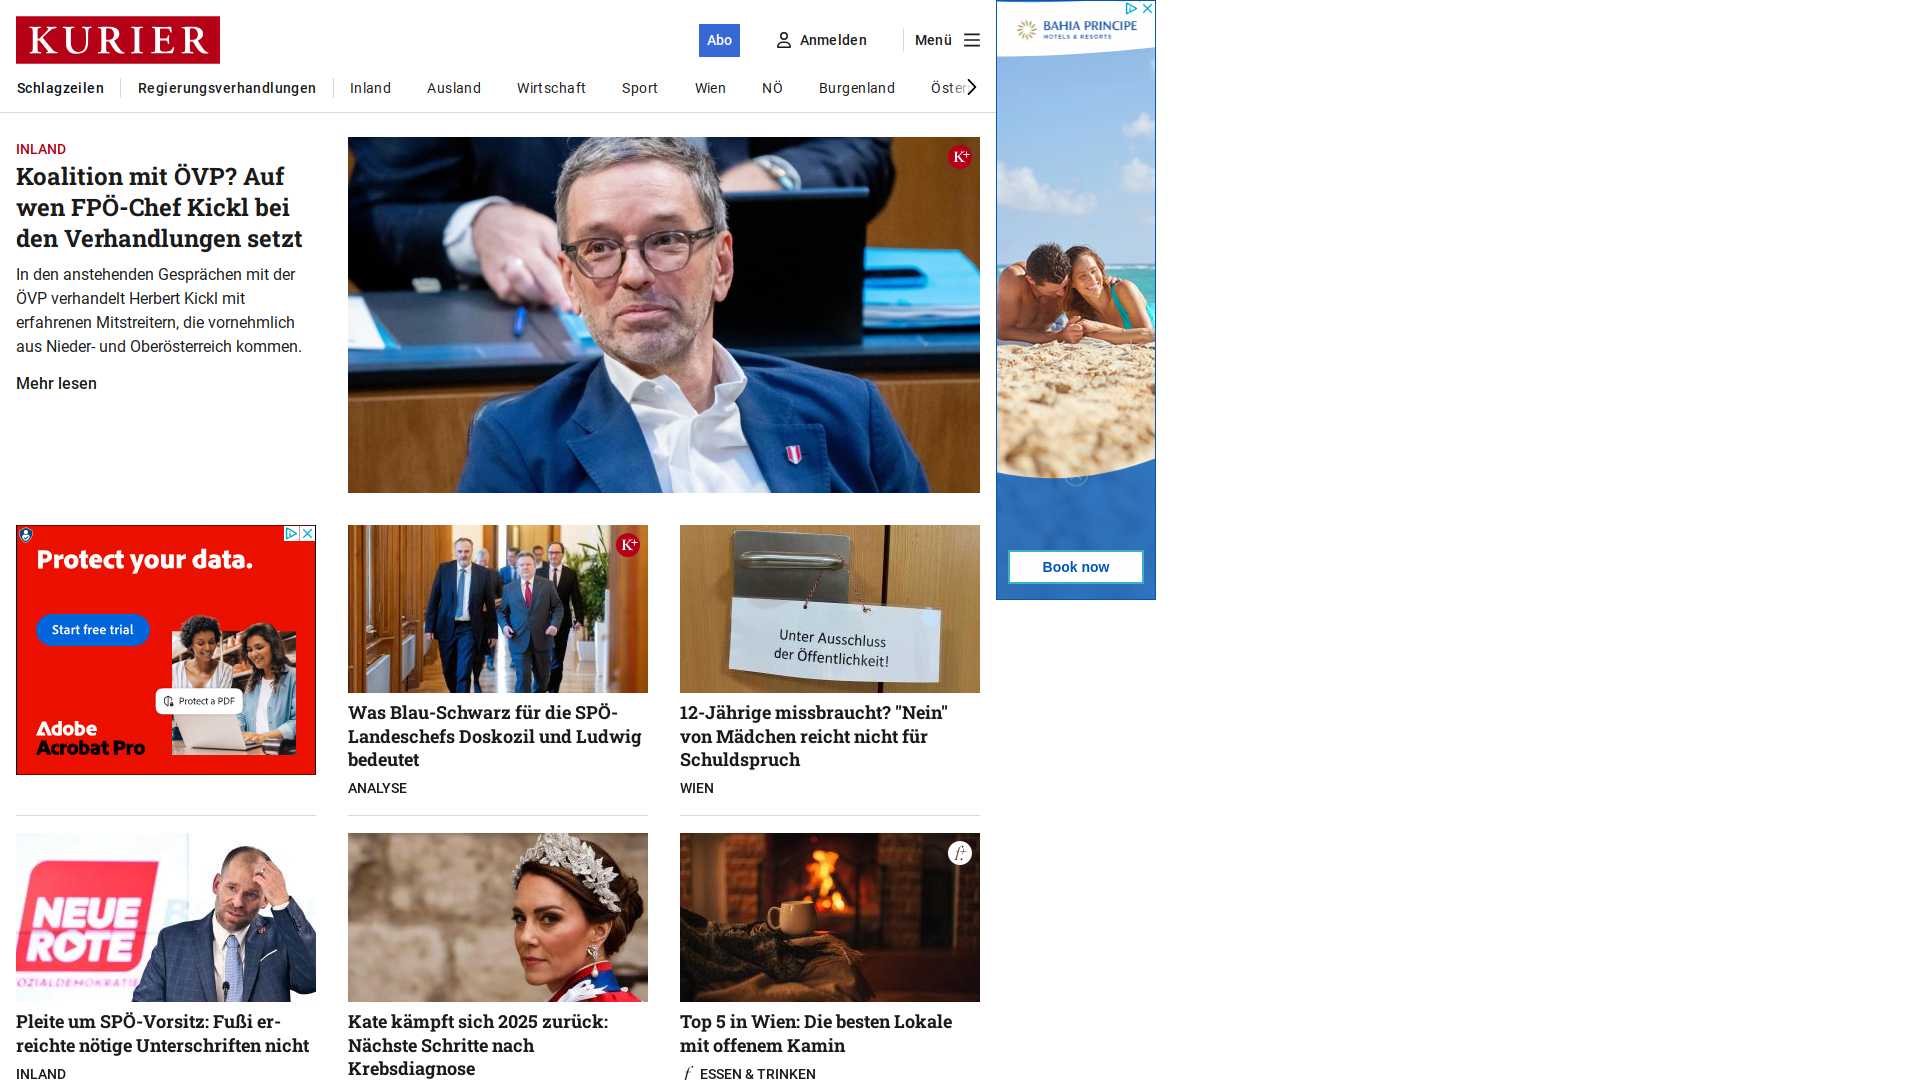 KURIER
Abo
Anmelden
Menü
Schlagzeilen
Regierungsverhandlungen
Inland
Ausland
Wirtschaft
Sport
Wien
NÖ
Burgenland
Öster
INLAND
Koalition mit ÖVP? Auf
wen FPÖ-Chef Kickl bei
den Verhandlungen setzt
In den anstehenden Gesprächen mit der
ÖVP verhandelt Herbert Kickl mit
erfahrenen Mitstreitern, die vornehmlich
aus Nieder- und Oberösterreich kommen.
Mehr lesen
K+
BAHIA PRINCIPE
HOTELS & RESORTS
Book now
Protect your data.
Start free trial
Protect a PDF
Adobe
Acrobat Pro
K+
Was Blau-Schwarz für die SPÖ-
Landeschefs Doskozil und Ludwig
bedeutet
ANALYSE
Unter Ausschluss
der Öffentlichkeit!
12-Jährige missbraucht? "Nein"
von Mädchen reicht nicht für
Schuldspruch
WIEN
NEUE
ROTE
OZIALDEMOKRATIE
Pleite um SPÖ-Vorsitz: Fußi er-
reichte nötige Unterschriften nicht
INLAND
Kate kämpft sich 2025 zurück:
Nächste Schritte nach
Krebsdiagnose
f+
Top 5 in Wien: Die besten Lokale
mit offenem Kamin
f ESSEN & TRINKEN